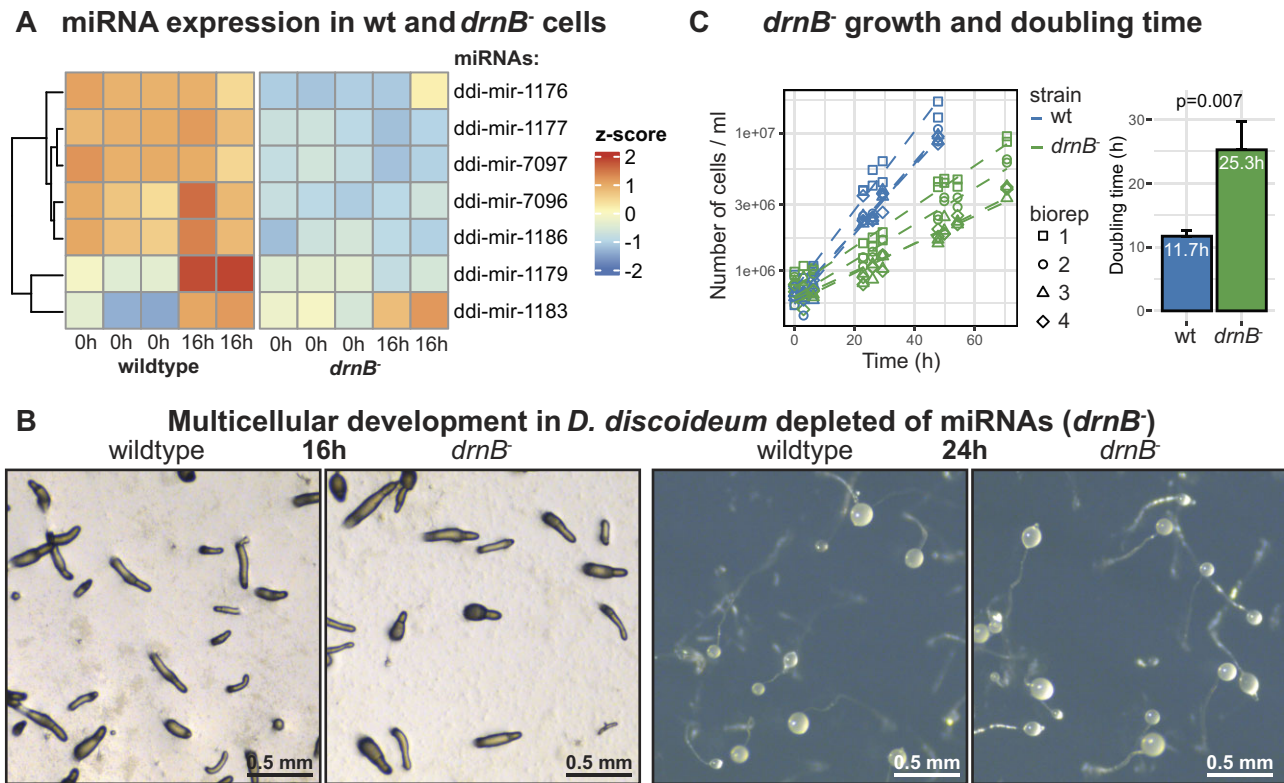 A miRNA expression in wt and drnB- cells
miRNAs:
ddi-mir-1176
ddi-mir-1177
ddi-mir-7097
ddi-mir-7096
ddi-mir-1186
ddi-mir-1179
ddi-mir-1183
0h 0h 0h 16h 16h 0h 0h 0h 16h 16h
wildtype drnB-
z-score
2
1
0
-1
-2
C drnB- growth and doubling time
Number of cells / ml
1e+07
3e+06
1e+06
0 20 40 60
Time (h)
strain
wt
drnB-
biorep
1
2
3
4
p=0.007
Doubling time (h)
30
20
10
0
11.7h
25.3h
wt drnB-
B Multicellular development in D. discoideum depleted of miRNAs (drnB-)
wildtype 16h drnB- wildtype 24h drnB-
0.5 mm 0.5 mm 0.5 mm 0.5 mm